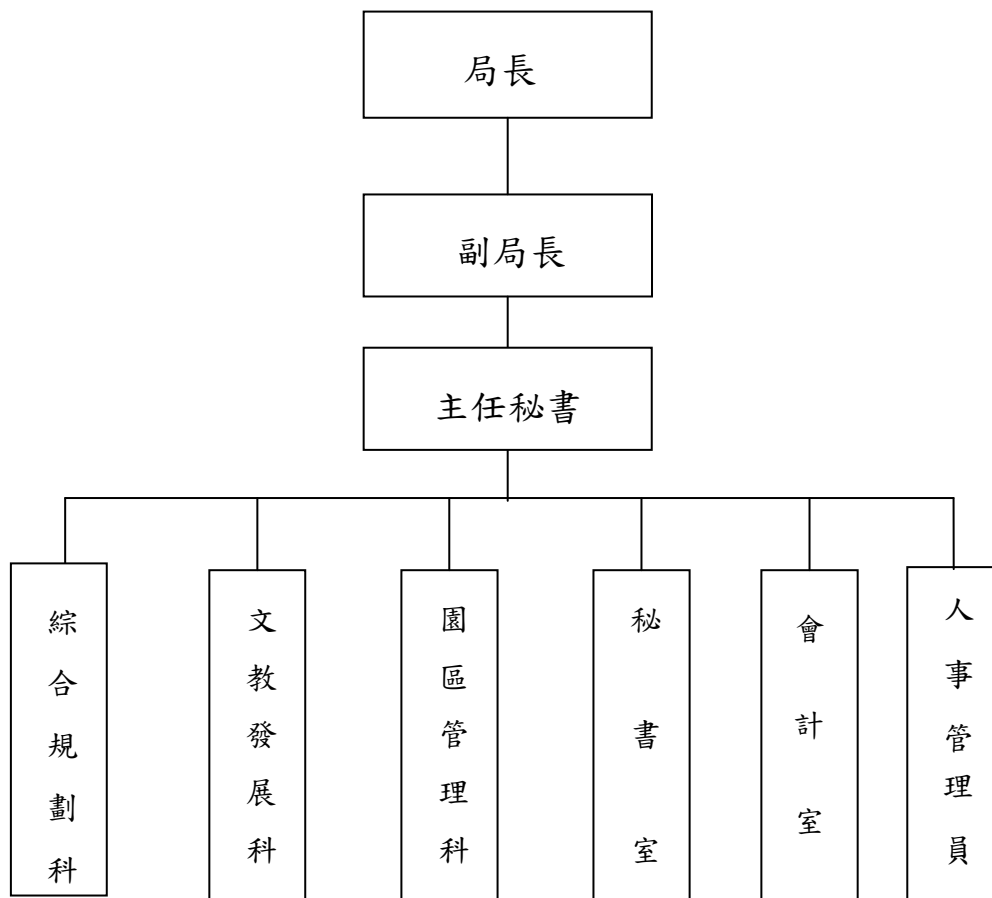 局長
副局長
主任秘書
綜合規劃科
文教發展科
園區管理科
秘書室
會計室
人事管理員